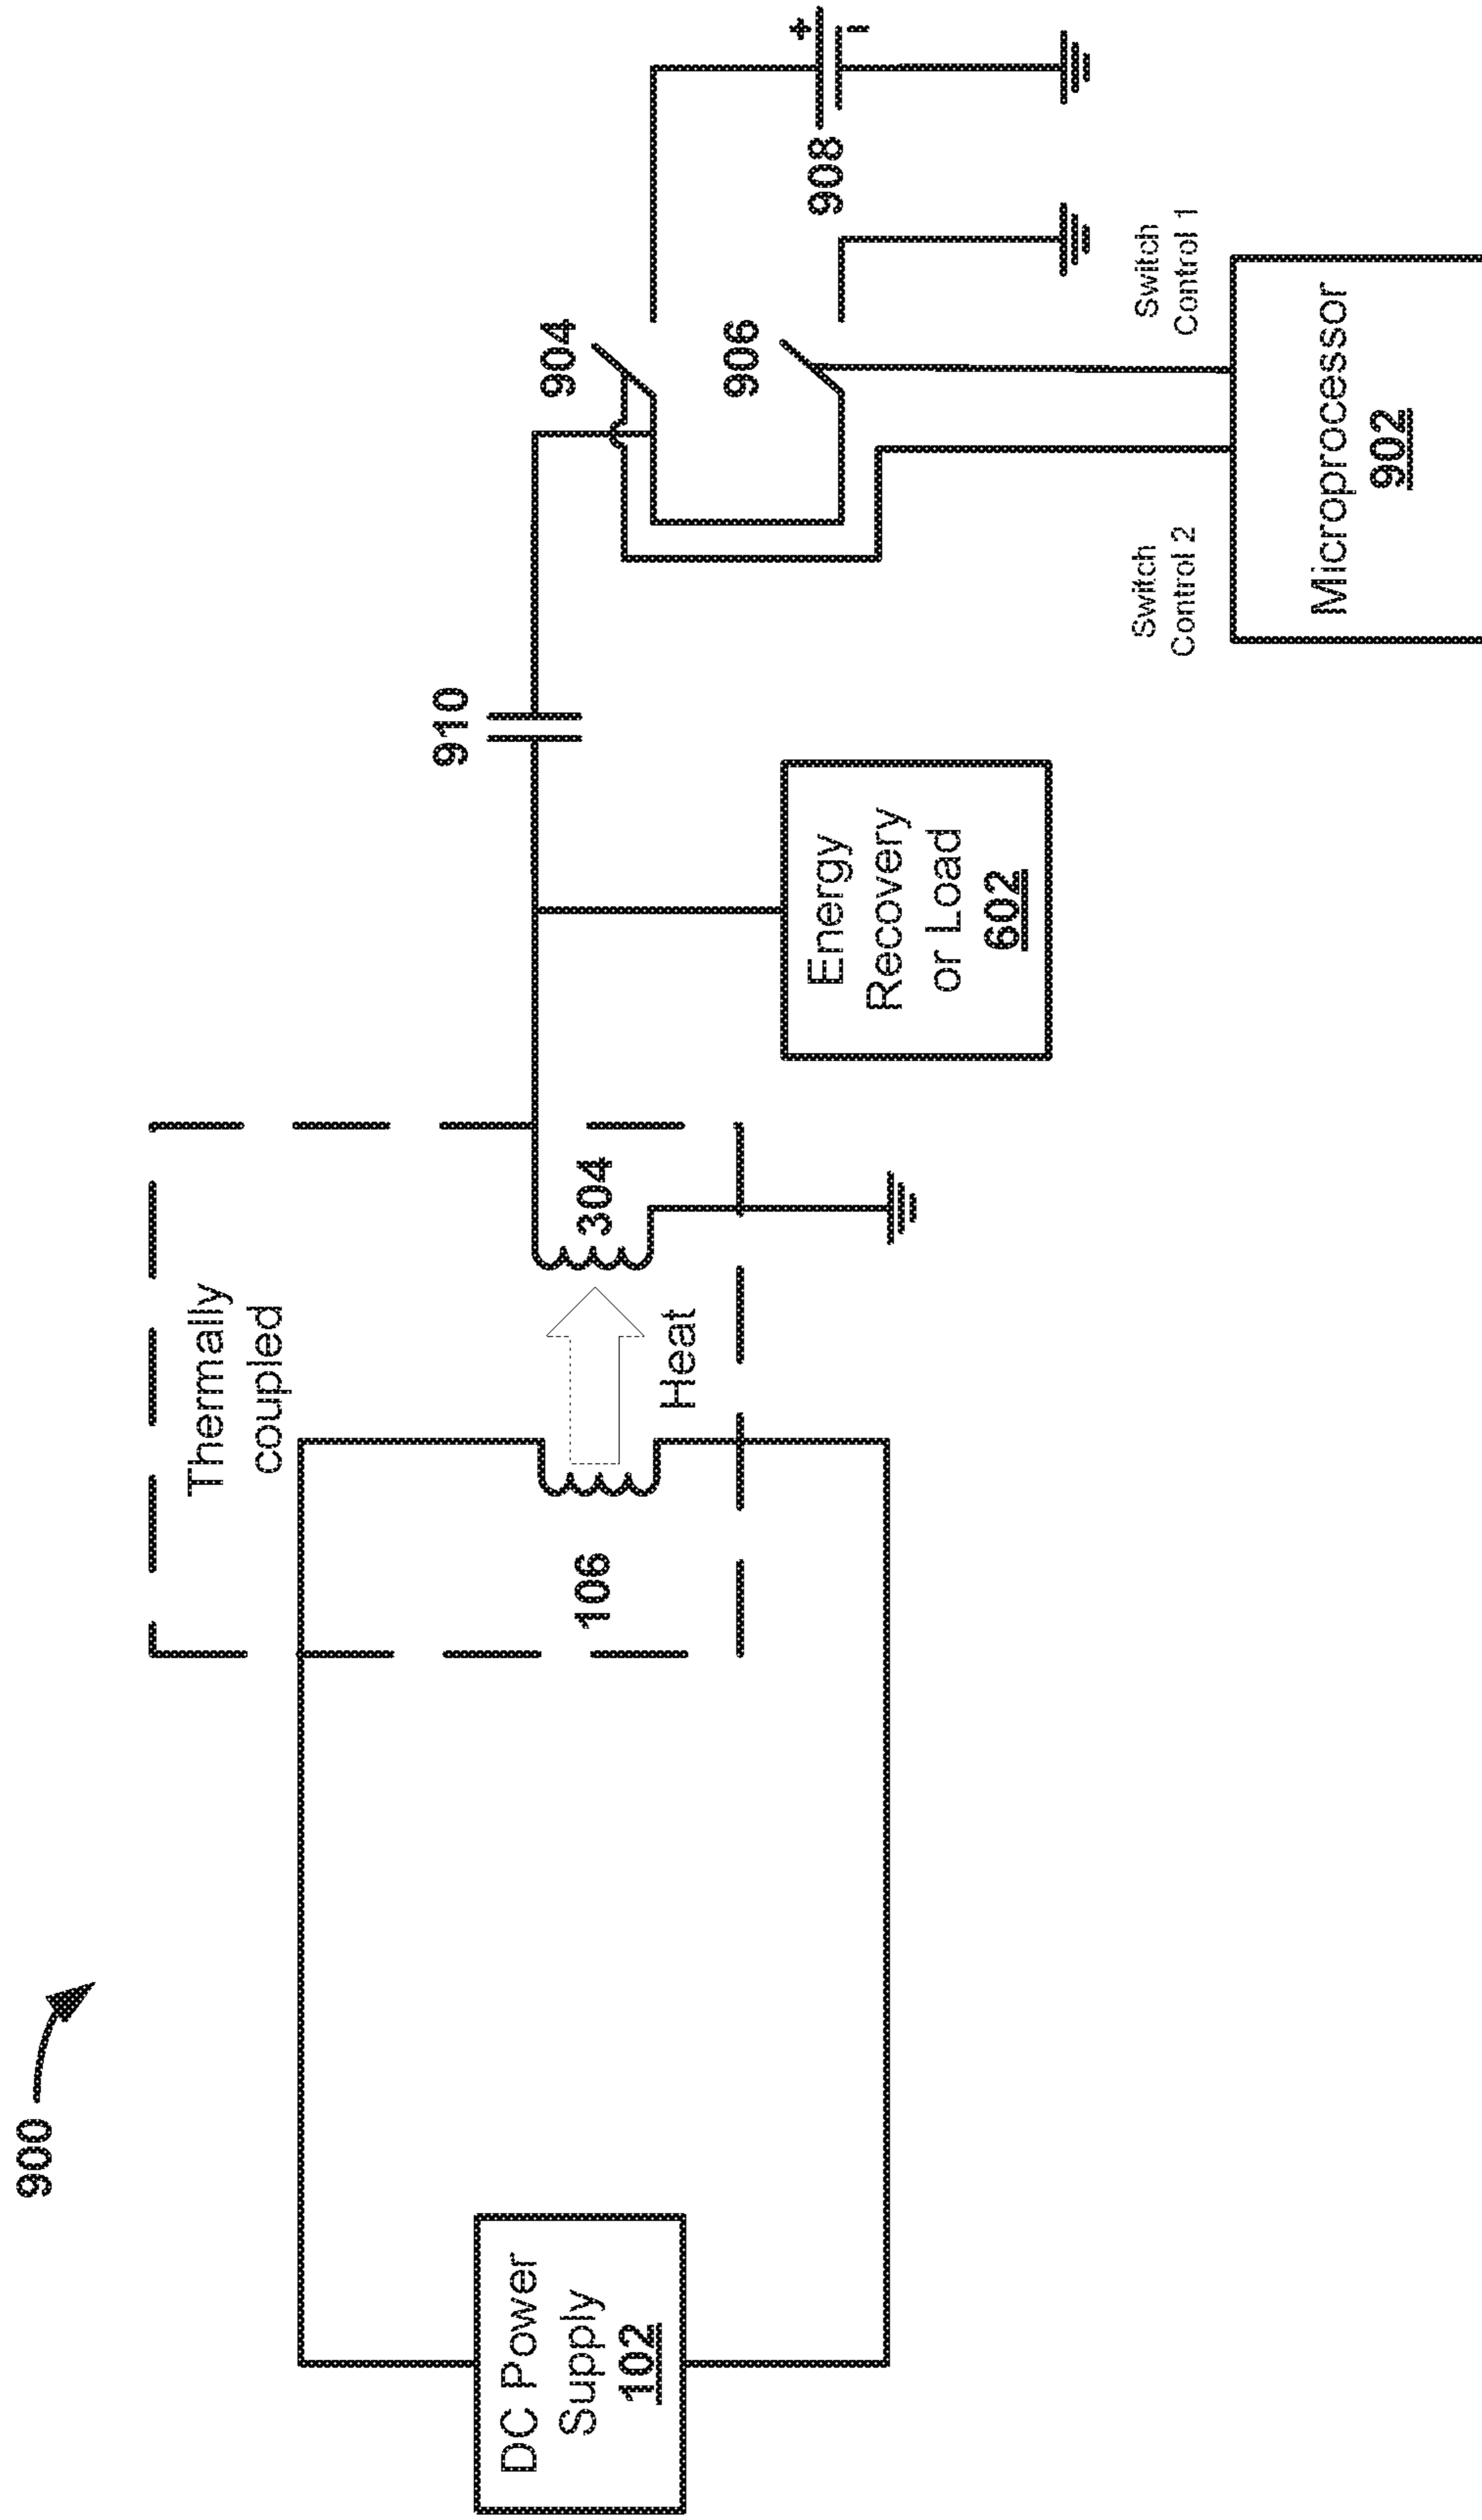 900
DC Power
Supply
102
Thermally
coupled
106
Heat
304
Energy
Recovery
or Load
602
910
904
906
908
+
-
Switch
Control 2
Switch
Control 1
Microprocessor
902